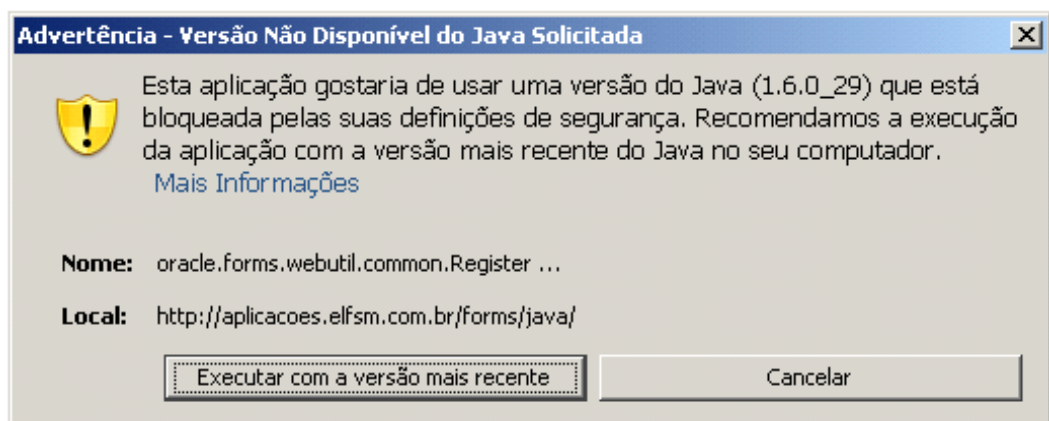 Advertência - Versão Não Disponível do Java Solicitada
Esta aplicação gostaria de usar uma versão do Java (1.6.0_29) que está
bloqueada pelas suas definições de segurança. Recomendamos a execução
da aplicação com a versão mais recente do Java no seu computador.
Mais Informações
Nome: oracle.forms.webutil.common.Register ...
Local: http://aplicacoes.elfsm.com.br/forms/java/
Executar com a versão mais recente
Cancelar